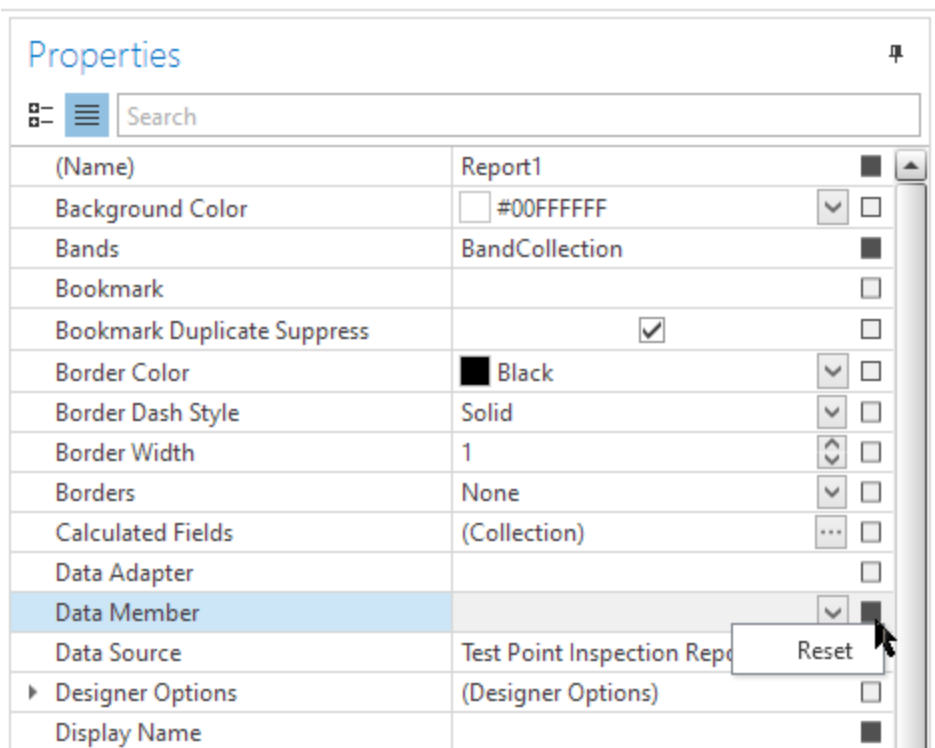 Properties
Search
(Name) Report1
Background Color #00FFFFFF
Bands BandCollection
Bookmark
Bookmark Duplicate Suppress
Border Color Black
Border Dash Style Solid
Border Width 1
Borders None
Calculated Fields (Collection) ...
Data Adapter
Data Member
Data Source Test Point Inspection Repo
Reset
Designer Options (Designer Options)
Display Name